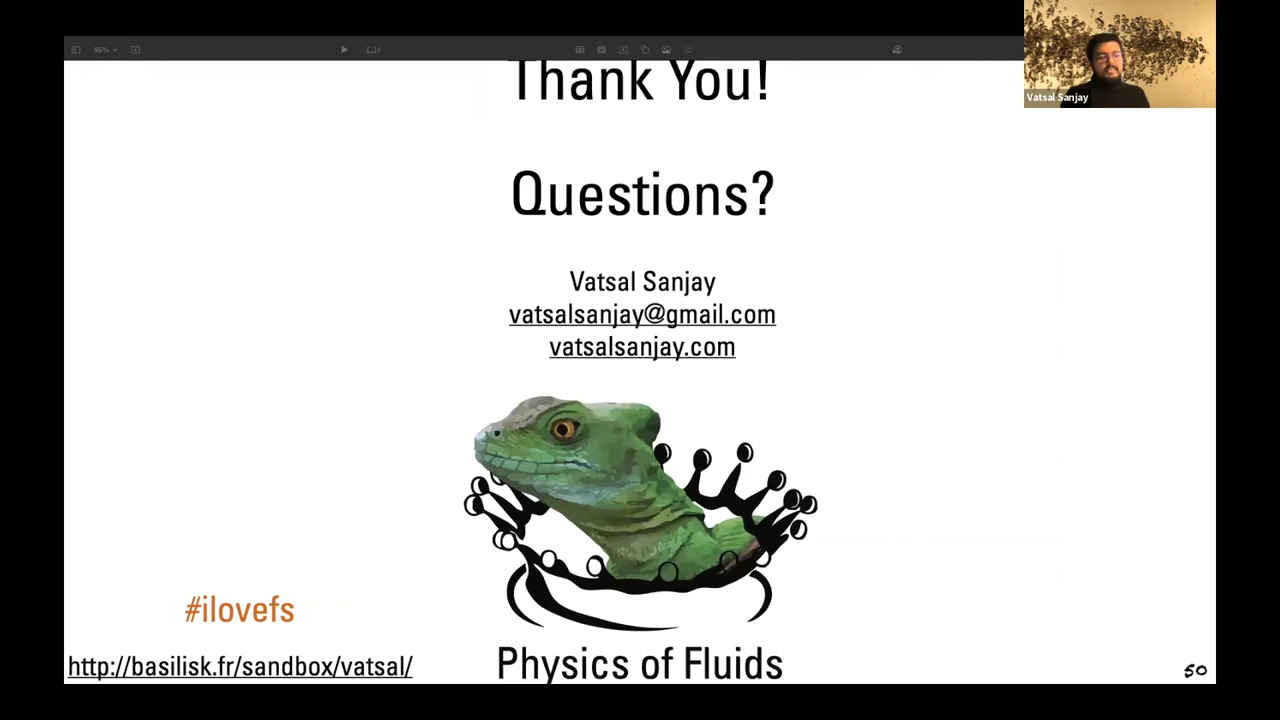 95%
Vatsal Sanjay
Thank You!
Questions?
Vatsal Sanjay
vatsalsanjay@gmail.com
vatsalsanjay.com
#ilovefs
http://basilisk.fr/sandbox/vatsal/
Physics of Fluids
50